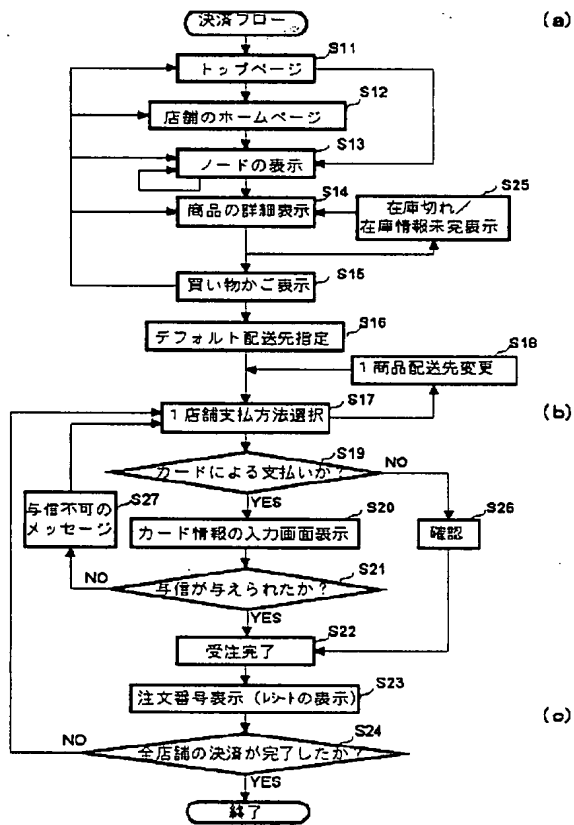 決済フロー
(a)
S11
トップページ
S12
店舗のホームページ
S13
ノードの表示
S14
商品の詳細表示
S25
在庫切れ/
在庫情報未完表示
S15
買い物かご表示
S16
デフォルト配送先指定
S18
1商品配送先変更
S17
1店舗支払方法選択
(b)
S19
カードによる支払いか?
NO
YES
S27
与信不可の
メッセージ
S20
カード情報の入力画面表示
S26
確認
S21
与信が与えられたか?
NO
YES
S22
受注完了
S23
注文番号表示(レシートの表示)
(c)
S24
全店舗の決済が完了したか?
NO
YES
終了